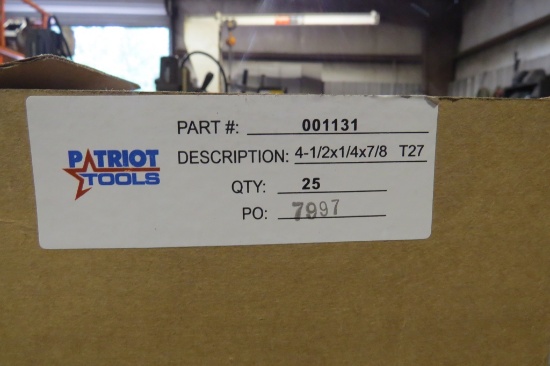 PATRIOT
TOOLS
PART #: 001131
DESCRIPTION: 4-1/2x1/4x7/8 T27
QTY: 25
PO: 7997